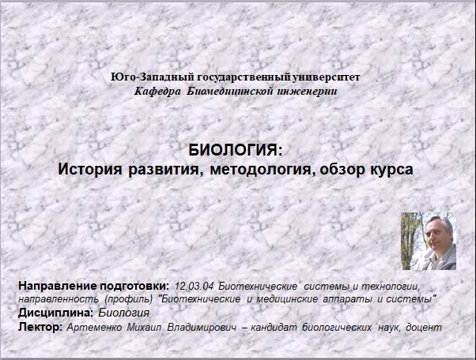 Юго-Западный государственный университет
Кафедра Биомедицинской инженерии
БИОЛОГИЯ:
История развития, методология, обзор курса
Направление подготовки: 12.03.04 Биотехнические системы и технологии,
направленность (профиль) "Биотехнические и медицинские аппараты и системы"
Дисциплина: Биология
Лектор: Артеменко Михаил Владимирович – кандидат биологических наук, доцент